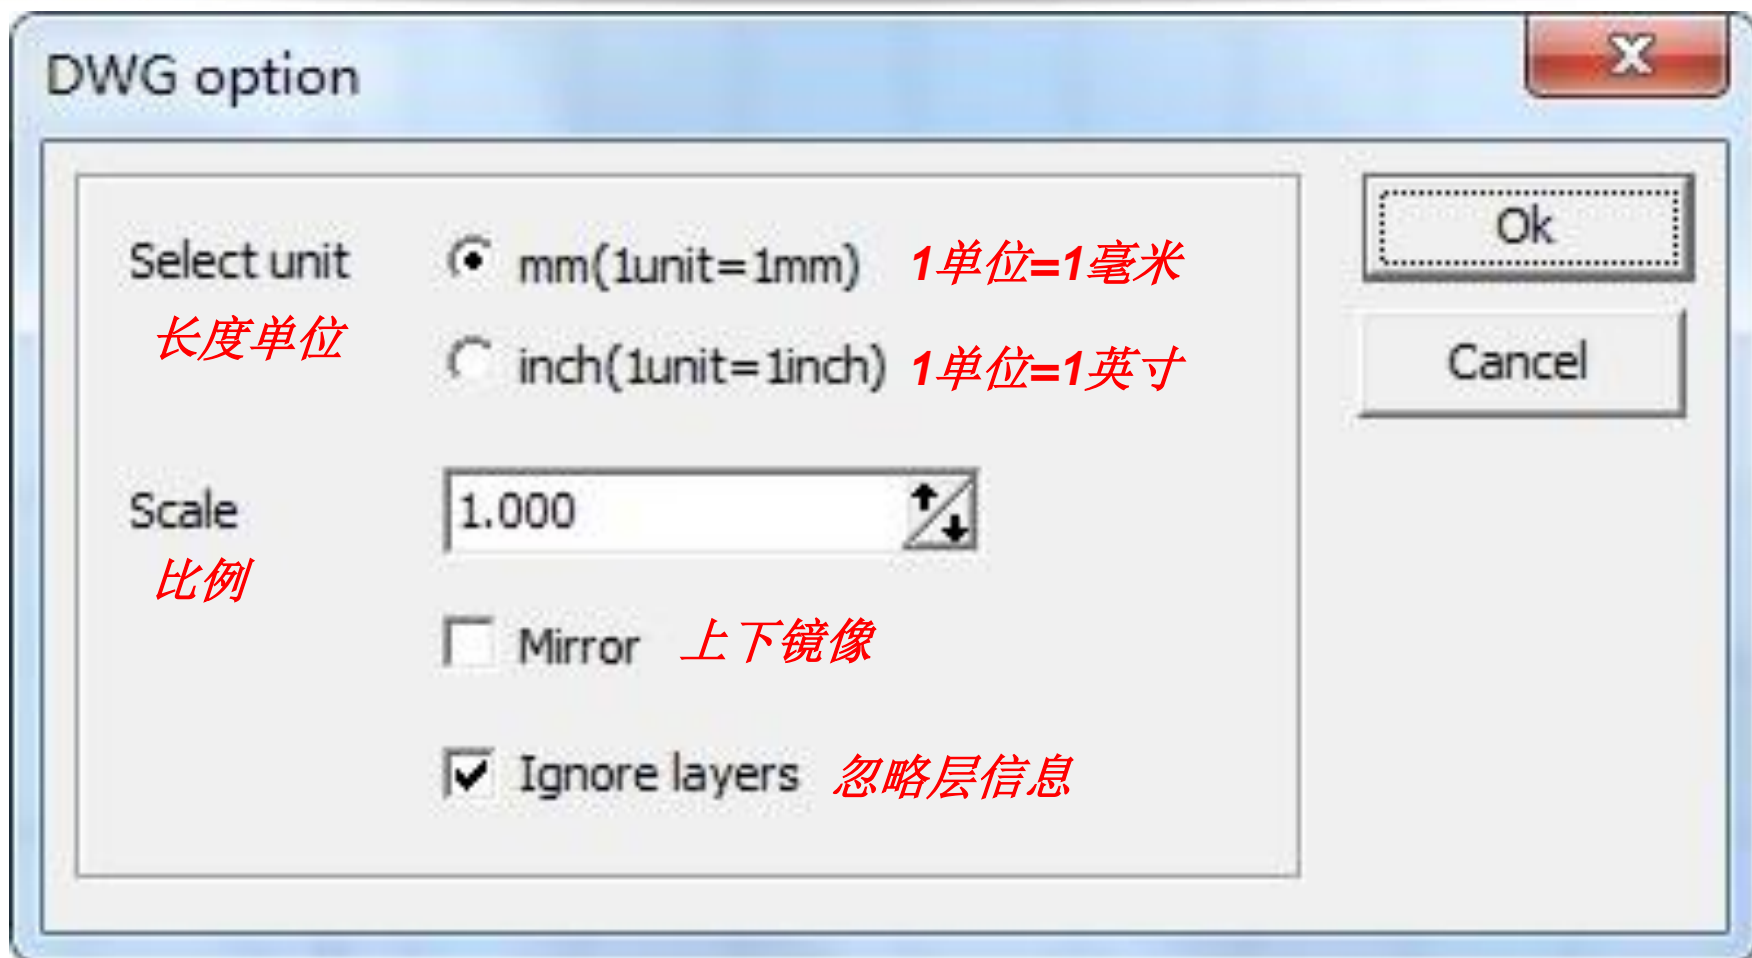 DWG option
Select unit
mm(1unit=1mm)
1单位=1毫米
Ok
长度单位
inch(1unit=1inch)
1单位=1英寸
Cancel
Scale
1.000
比例
Mirror
上下镜像
Ignore layers
忽略层信息